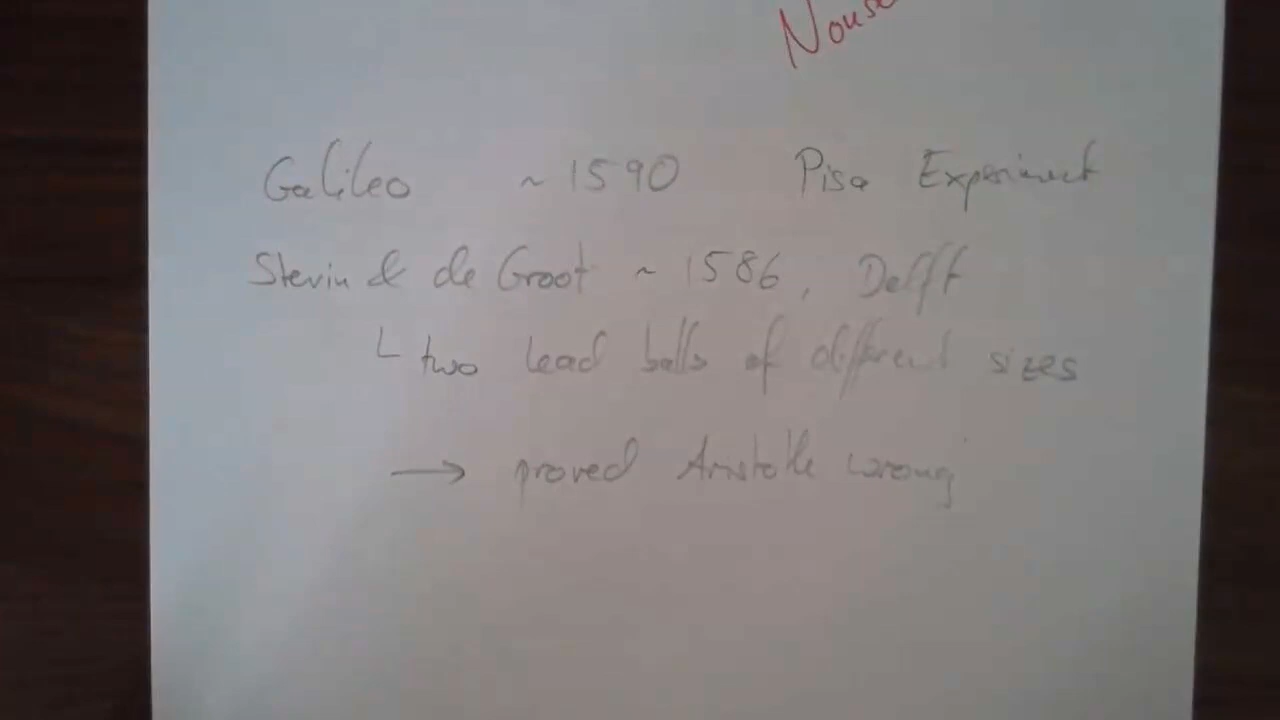 Galileo ~ 1590 Pisa Experiment
Stevin & de Groot ~ 1586, Delft
└ two lead balls of different sizes
→ proved Aristotle wrong